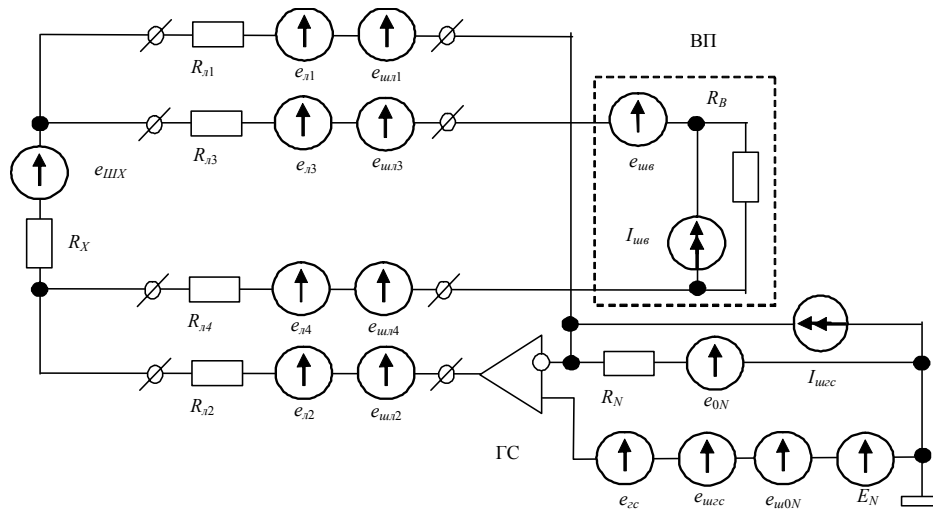 ВП
R_л1 e_л1 e_шл1
R_B
R_л3 e_л3 e_шл3 e_шв
e_ШХ
R_X
I_шв
R_л4 e_л4 e_шл4
R_л2 e_л2 e_шл2
R_N e_0N I_шгс
ГС
e_гс e_шгс e_ш0N E_N